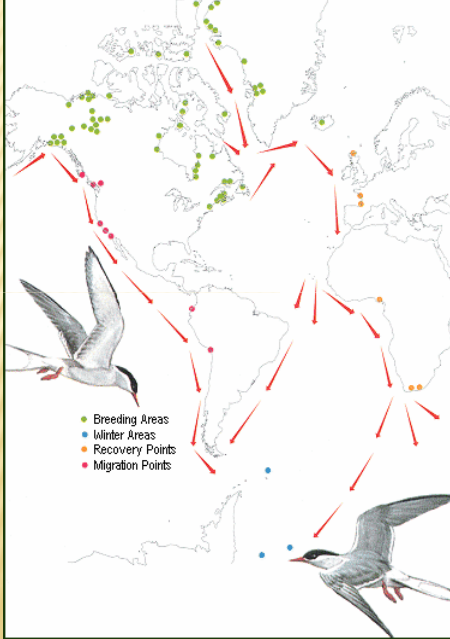 Breeding Areas
Winter Areas
Recovery Points
Migration Points